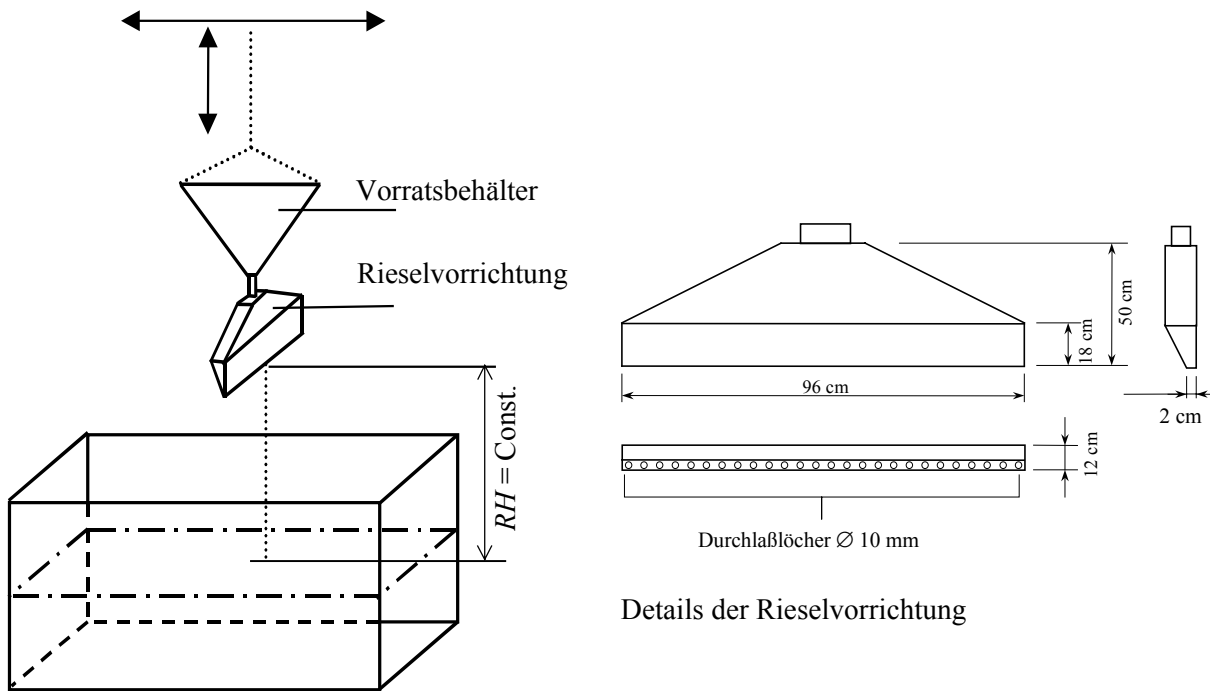 Vorratsbehälter
Rieselvorrichtung
RH = Const.
50 cm
18 cm
96 cm
2 cm
12 cm
Durchlaßlöcher ∅ 10 mm
Details der Rieselvorrichtung